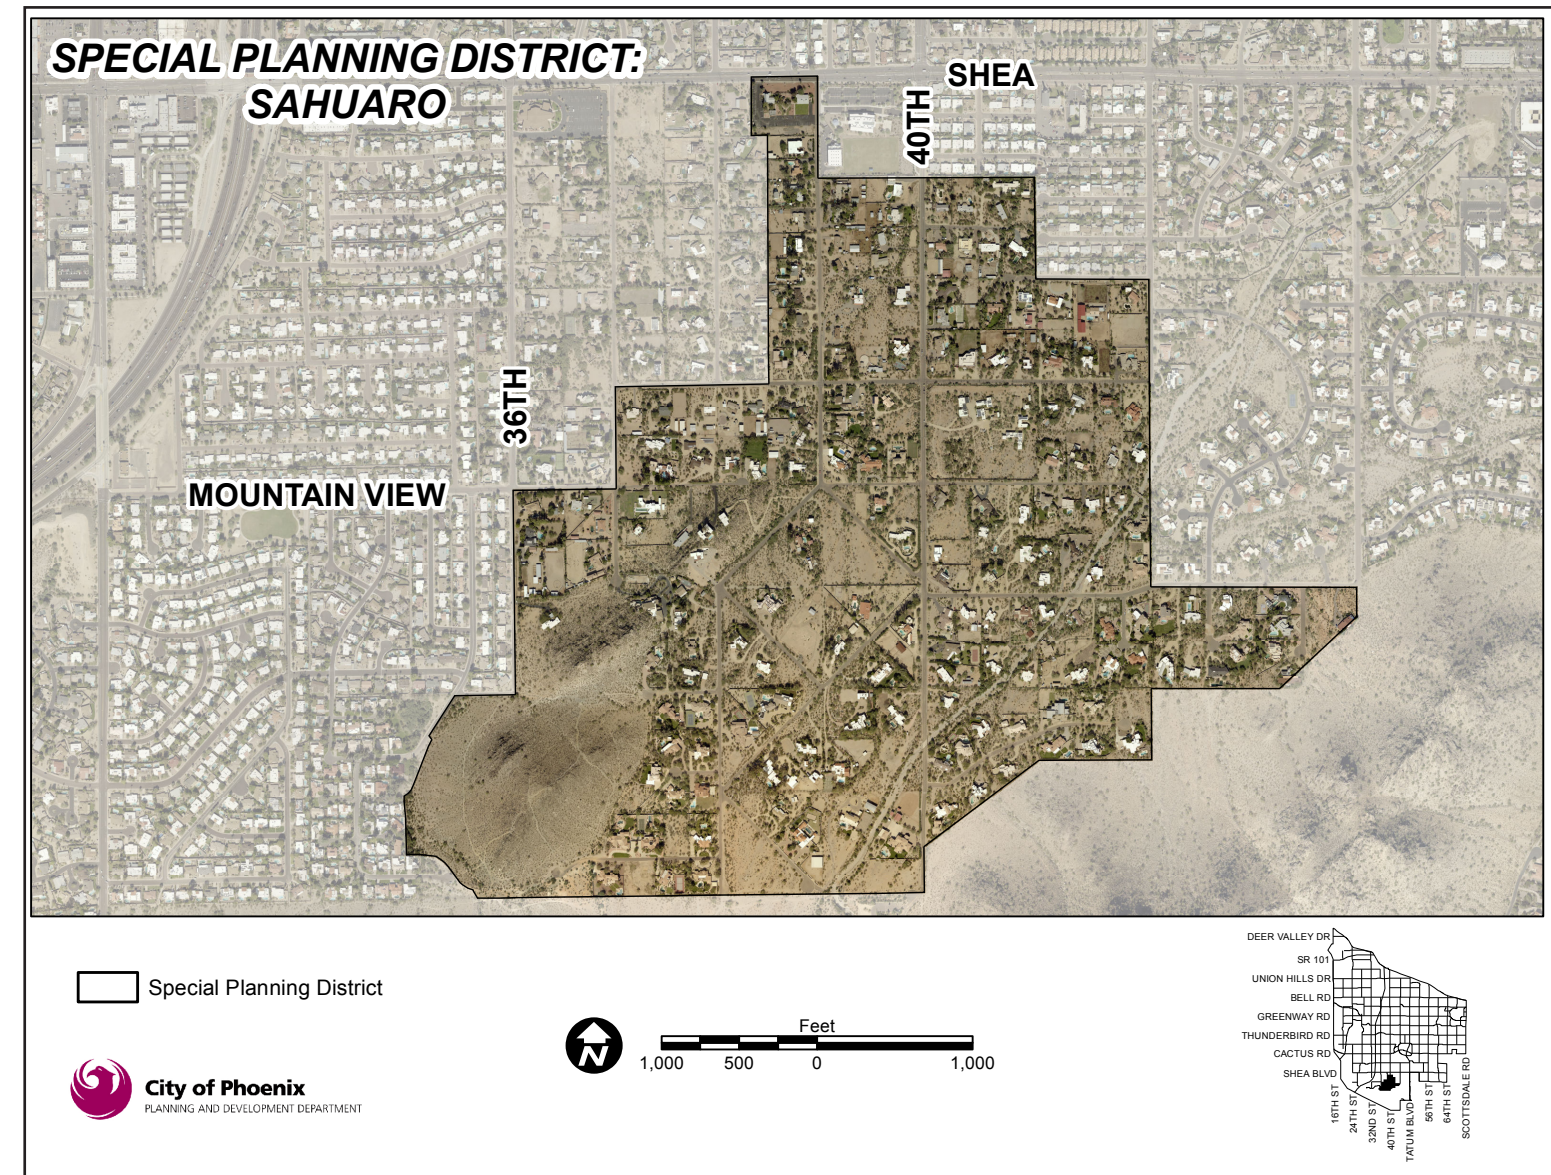 SPECIAL PLANNING DISTRICT:
SAHUARO
SHEA
40TH
36TH
MOUNTAIN VIEW
Special Planning District
City of Phoenix
PLANNING AND DEVELOPMENT DEPARTMENT
N
Feet
1,000 500 0 1,000
DEER VALLEY DR
SR 101
UNION HILLS DR
BELL RD
GREENWAY RD
THUNDERBIRD RD
CACTUS RD
SHEA BLVD
16TH ST
24TH ST
32ND ST
40TH ST
TATUM BLVD
56TH ST
64TH ST
SCOTTSDALE RD